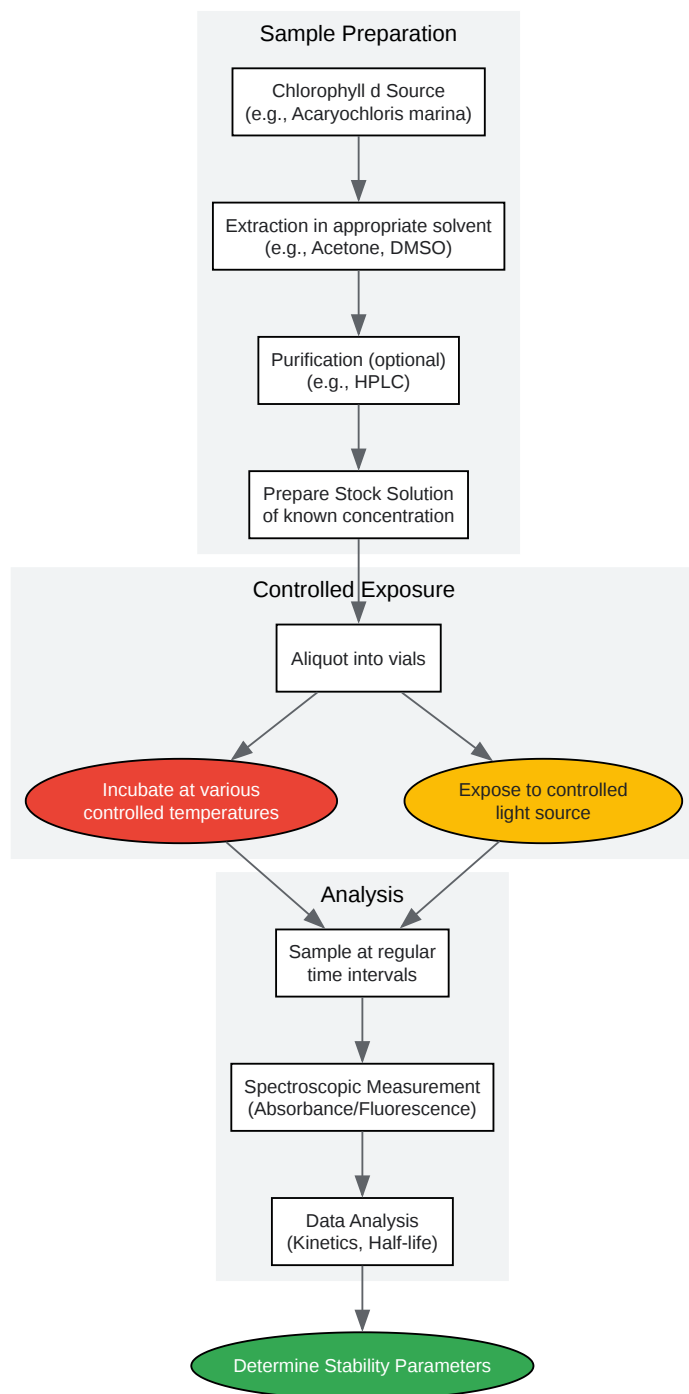 Sample Preparation
Chlorophyll d Source
(e.g., Acaryochloris marina)
Extraction in appropriate solvent
(e.g., Acetone, DMSO)
Purification (optional)
(e.g., HPLC)
Prepare Stock Solution
of known concentration
Controlled Exposure
Aliquot into vials
Incubate at various
controlled temperatures
Expose to controlled
light source
Analysis
Sample at regular
time intervals
Spectroscopic Measurement
(Absorbance/Fluorescence)
Data Analysis
(Kinetics, Half-life)
Determine Stability Parameters